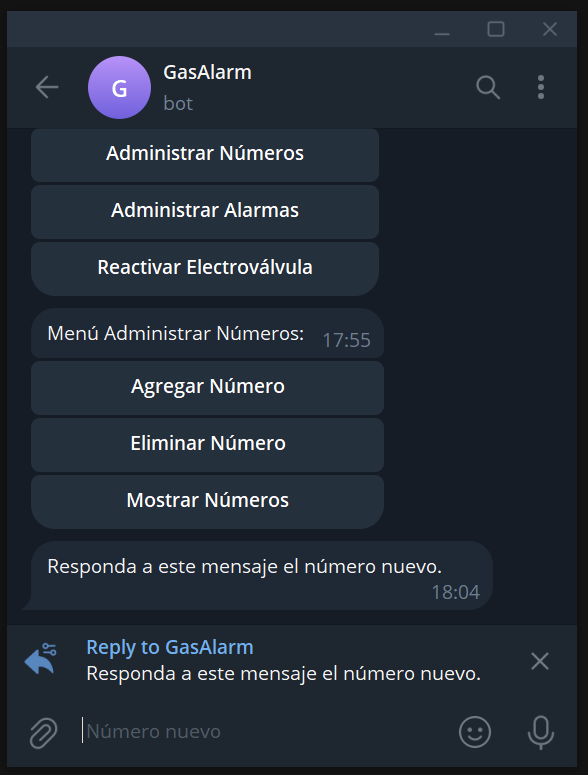 G
GasAlarm
bot
Administrar Números
Administrar Alarmas
Reactivar Electroválvula
Menú Administrar Números:
17:55
Agregar Número
Eliminar Número
Mostrar Números
Responda a este mensaje el número nuevo.
18:04
Reply to GasAlarm
Responda a este mensaje el número nuevo.
Número nuevo